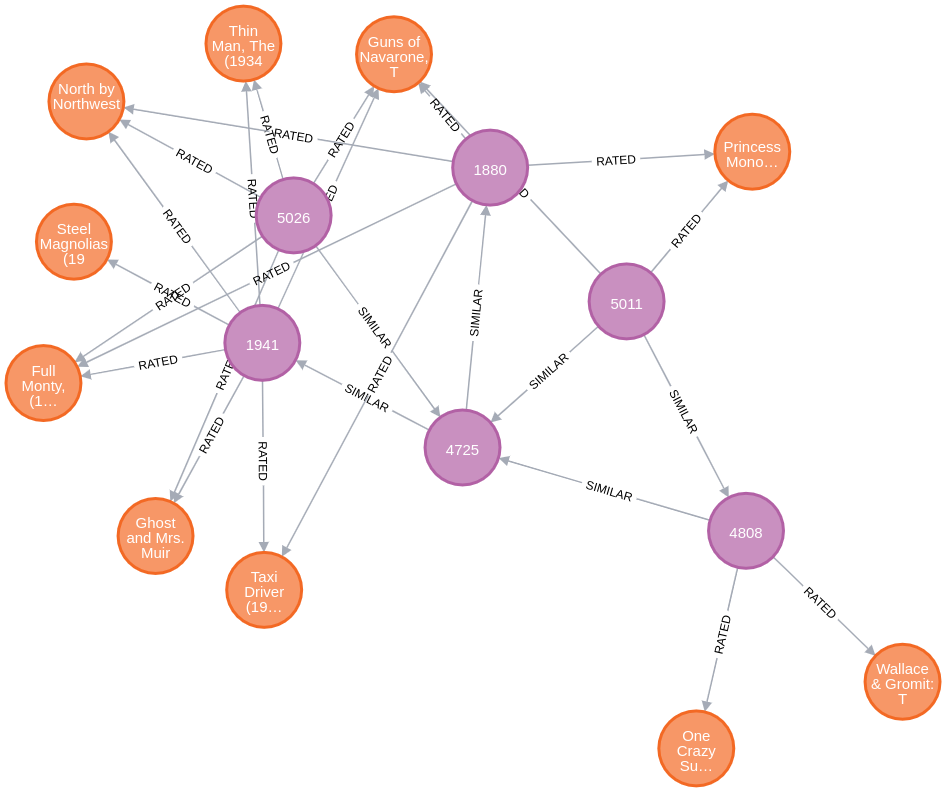 Thin
Man, The
(1934
Guns of
Navarone,
T
North by
Northwest
RATED
RATED
RATED
RATED
RATED
RATED
Princess
Mono…
1880
RATED
RATED
ED
D
5026
Steel
Magnolias
(19
RATED
RATED
RATED
RATED
RATED
5011
SIMILAR
SIMILAR
1941
Full
Monty,
(1…
RATED
RATE
RATED
SIMILAR
SIMILAR
SIMILAR
RATED
RATED
4725
SIMILAR
4808
Ghost
and Mrs.
Muir
Taxi
Driver
(19…
RATED
RATED
Wallace
& Gromit:
T
One
Crazy
Su…